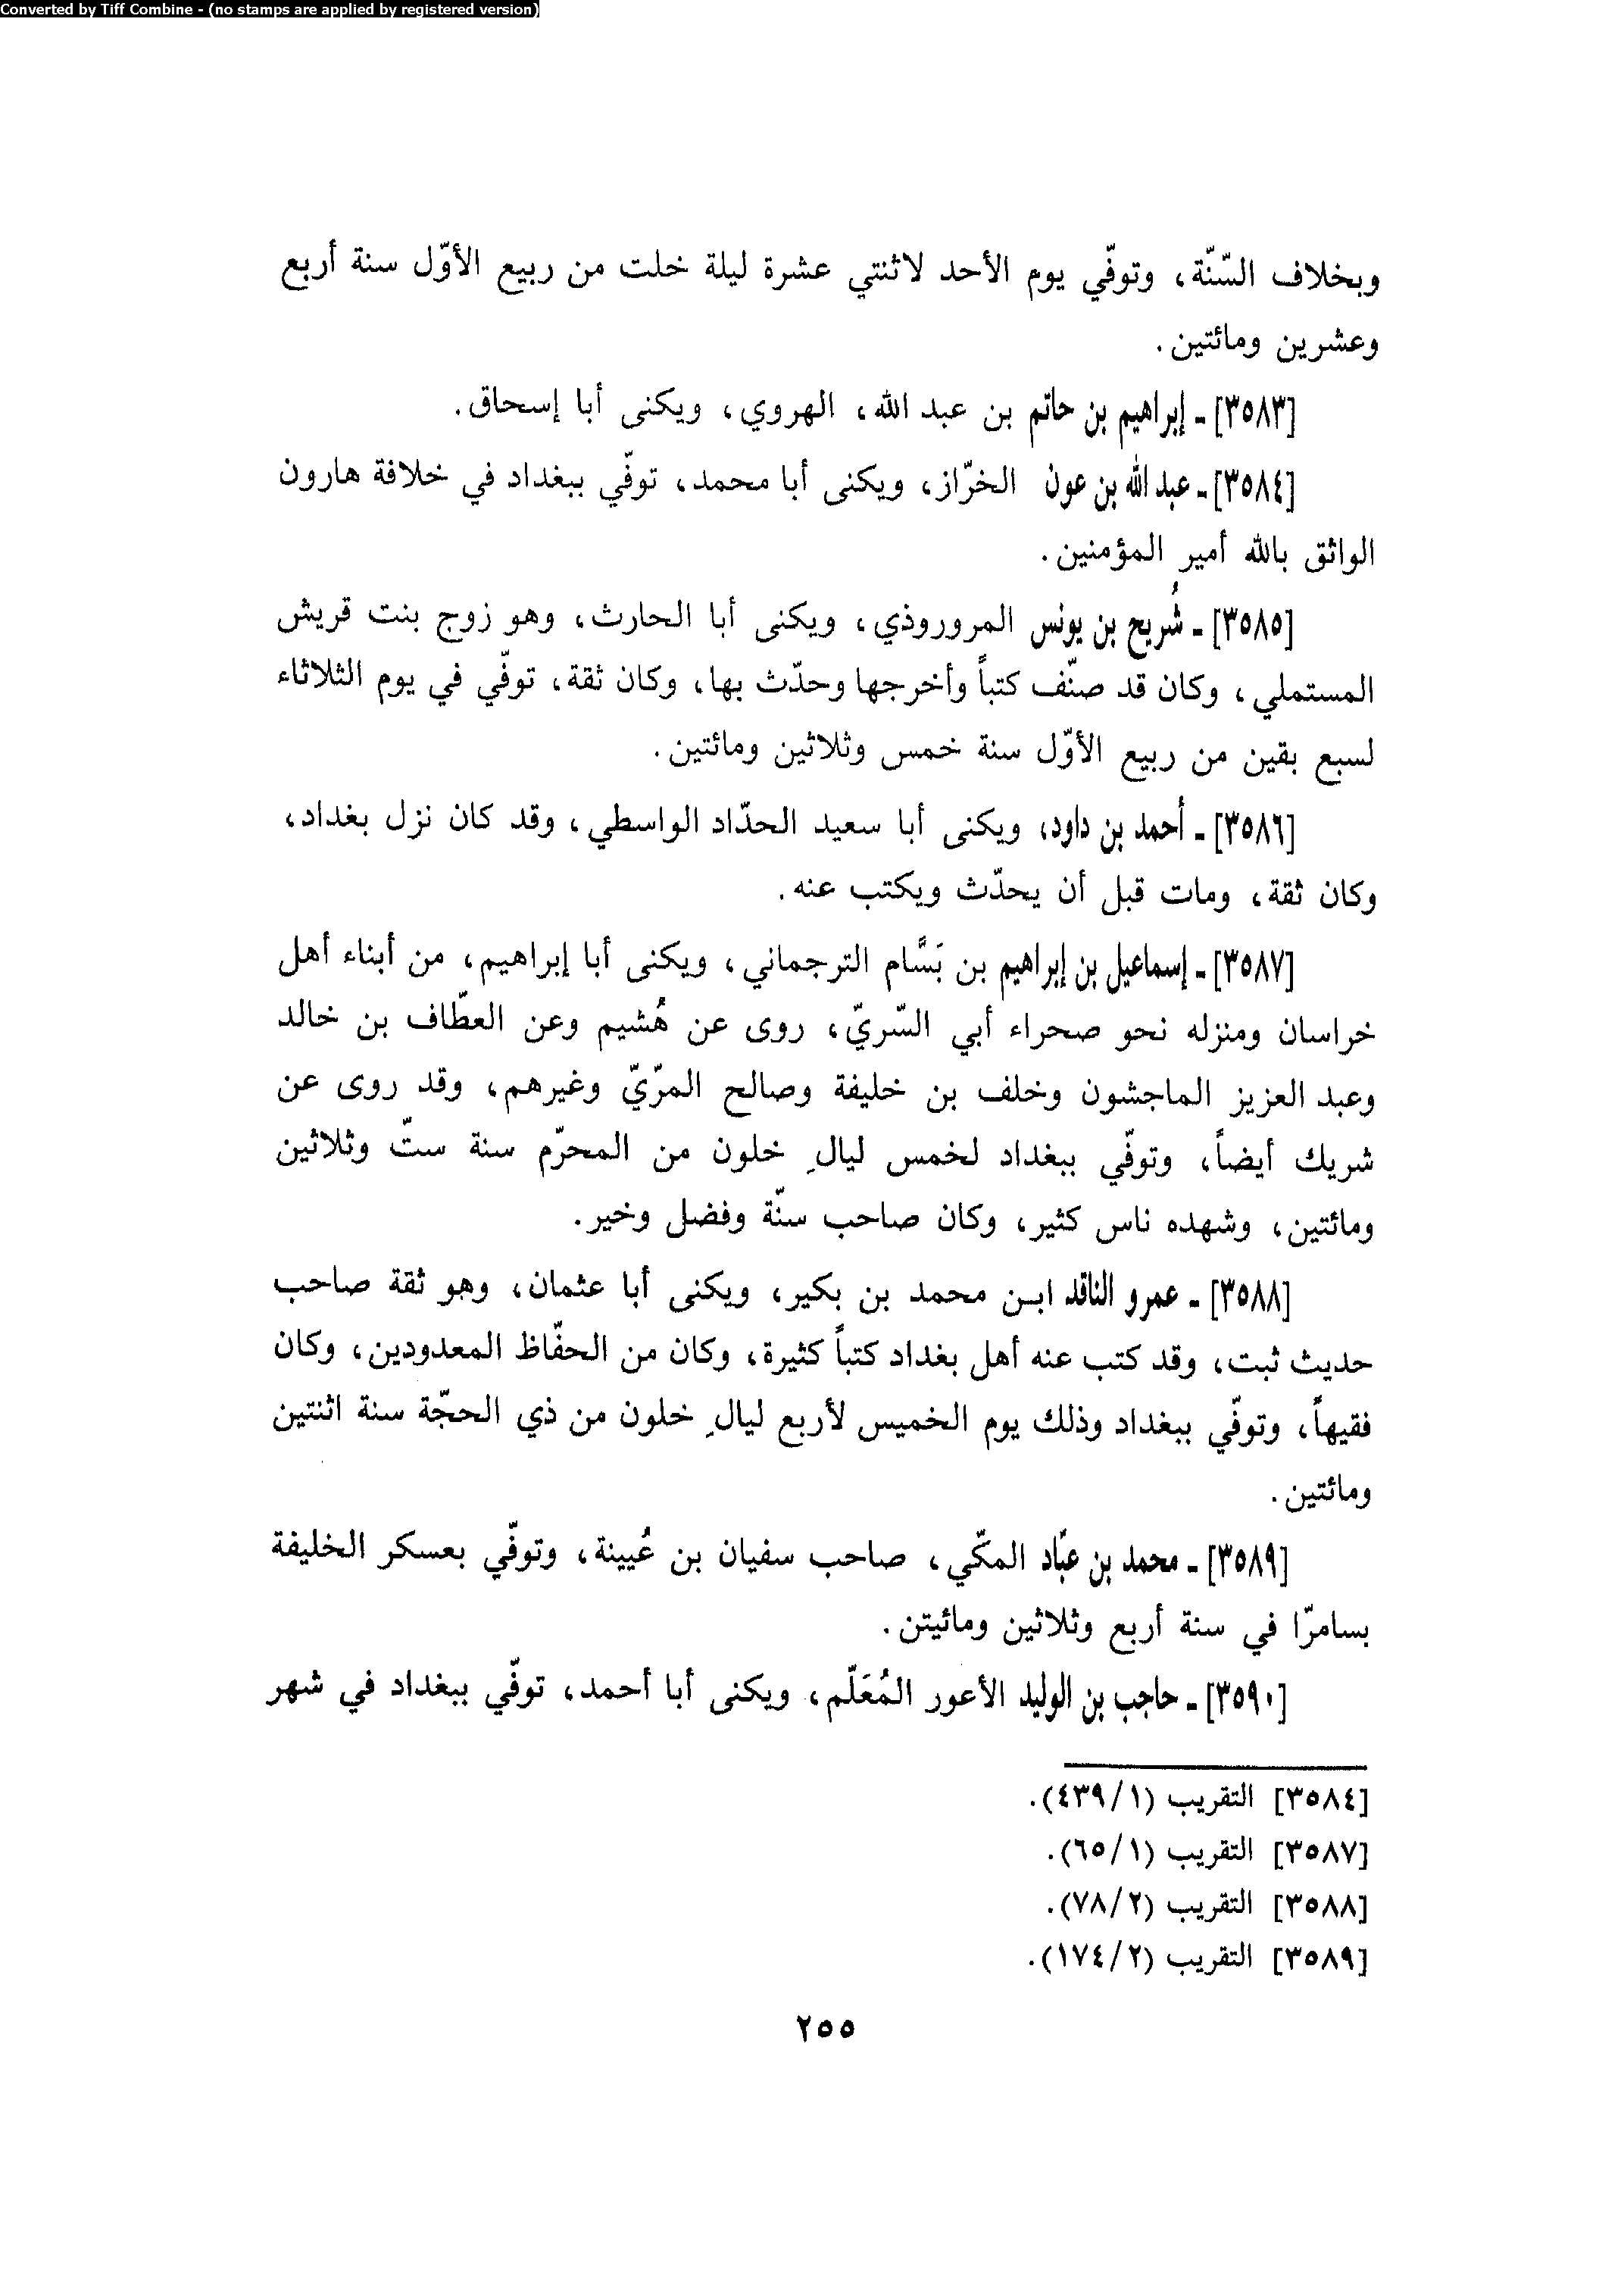 Converted by Tiff Combine - (no stamps are applied by registered version)
وبخلاف السّنّة، وتوفّي يوم الأحد لاثنتي عشرة ليلة خلت من ربيع الأوّل سنة أربع
وعشرين ومائتين.
[٣٥٨٣] ـ إبراهيم بن حاتم بن عبد الله، الهروي، ويكنى أبا إسحاق.
[٣٥٨٤] ـ عبد الله بن عون الخرّاز، ويكنى أبا محمد، توفّي ببغداد في خلافة هارون
الواثق بالله أمير المؤمنين.
[٣٥٨٥] ـ شُريح بن يونس المروروذي، ويكنى أبا الحارث، وهو زوج بنت قريش
المستملي، وكان قد صنّف كتباً وأخرجها وحدّث بها، وكان ثقة، توفّي في يوم الثلاثاء
لسبع بقين من ربيع الأوّل سنة خمس وثلاثين ومائتين.
[٣٥٨٦] ـ أحمد بن داود، ويكنى أبا سعيد الحدّاد الواسطي، وقد كان نزل بغداد،
وكان ثقة، ومات قبل أن يحدّث ويكتب عنه.
[٣٥٨٧] ـ إسماعيل بن إبراهيم بن بَسَّام الترجماني، ويكنى أبا إبراهيم، من أبناء أهل
خراسان ومنزله نحو صحراء أبي السّريّ، روى عن هُشيم وعن العطّاف بن خالد
وعبد العزيز الماجشون وخلف بن خليفة وصالح المرّيّ وغيرهم، وقد روى عن
شريك أيضاً، وتوفّي ببغداد لخمس ليالٍ خلون من المحرّم سنة ستّ وثلاثين
ومائتين، وشهده ناس كثير، وكان صاحب سنّة وفضل وخير.
[٣٥٨٨] ـ عمرو الناقد ابـن محمد بن بكير، ويكنى أبا عثمان، وهو ثقة صاحب
حديث ثبت، وقد كتب عنه أهل بغداد كتباً كثيرة، وكان من الحفّاظ المعدودين، وكان
فقيهاً، وتوفّي ببغداد وذلك يوم الخميس لأربع ليالٍ خلون من ذي الحجّة سنة اثنتين
ومائتين.
[٣٥٨٩] ـ محمد بن عبّاد المكّي، صاحب سفيان بن عُيينة، وتوفّي بعسكر الخليفة
بسامرّا في سنة أربع وثلاثين ومائيتن.
[٣٥٩٠] ـ حاجب بن الوليد الأعور المُعَلّم، ويكنى أبا أحمد، توفّي ببغداد في شهر
[٣٥٨٤] التقريب (٤٣٩/١).
[٣٥٨٧] التقريب (٦٥/١).
[٣٥٨٨] التقريب (٧٨/٢).
[٣٥٨٩] التقريب (١٧٤/٢).
٢٥٥